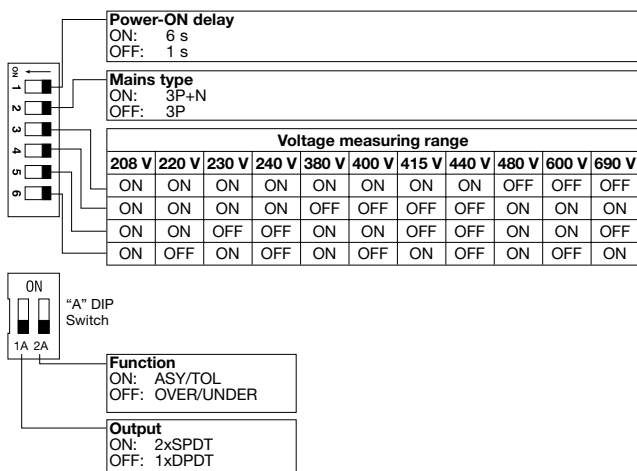 Power-ON delay
ON: 6 s
OFF: 1 s
ON ←
1
2
3
4
5
6
Mains type
ON: 3P+N
OFF: 3P
Voltage measuring range
208 V 220 V 230 V 240 V 380 V 400 V 415 V 440 V 480 V 600 V 690 V
ON ON ON ON ON ON ON ON OFF OFF OFF
ON ON ON ON OFF OFF OFF OFF ON ON ON
ON ON OFF OFF ON ON OFF OFF ON ON OFF
ON OFF ON OFF ON OFF ON OFF ON OFF ON
ON
"A" DIP
Switch
1A 2A
Function
ON: ASY/TOL
OFF: OVER/UNDER
Output
ON: 2xSPDT
OFF: 1xDPDT